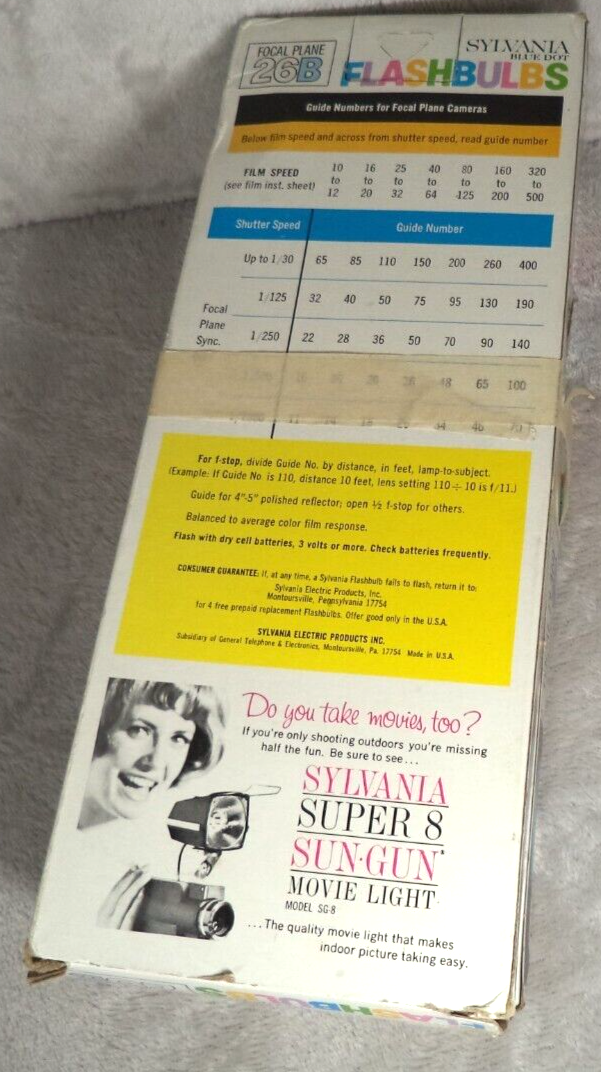 FOCAL PLANE
26B
SYLVANIA
BLUE DOT
FLASHBULBS
Guide Numbers for Focal Plane Cameras
Below film speed and across from shutter speed, read guide number
FILM SPEED 10 16 25 40 80 160 320
(see film inst. sheet) to to to to to to to
12 20 32 64 125 200 500
Shutter Speed Guide Number
Up to 1/30 65 85 110 150 200 260 400
1/125 32 40 50 75 95 130 190
Focal
Plane
Sync.
1/250 22 28 36 50 70 90 140
48 65 100
34 46 70
For f-stop, divide Guide No. by distance, in feet, lamp-to-subject.
(Example: If Guide No. is 110, distance 10 feet, lens setting 110÷10 is f/11.)
Guide for 4"-5" polished reflector; open ½ f-stop for others.
Balanced to average color film response.
Flash with dry cell batteries, 3 volts or more. Check batteries frequently.
CONSUMER GUARANTEE: If, at any time, a Sylvania Flashbulb fails to flash, return it to:
Sylvania Electric Products, Inc.
Montoursville, Pennsylvania 17754
for 4 free prepaid replacement Flashbulbs. Offer good only in the U.S.A.
SYLVANIA ELECTRIC PRODUCTS INC.
Subsidiary of General Telephone & Electronics, Montoursville, Pa. 17754 Made in U.S.A.
Do you take movies, too?
If you're only shooting outdoors you're missing
half the fun. Be sure to see...
SYLVANIA
SUPER 8
SUN·GUN*
MOVIE LIGHT
MODEL SG-8
...The quality movie light that makes
indoor picture taking easy.
FLASHBULBS